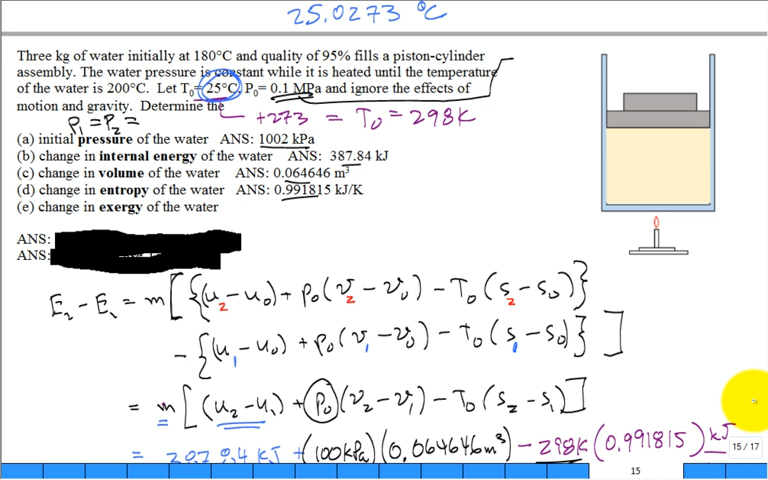 25.0273 °C
Three kg of water initially at 180°C and quality of 95% fills a piston-cylinder
assembly. The water pressure is constant while it is heated until the temperature
of the water is 200°C. Let T0= 25°C, P0= 0.1 MPa and ignore the effects of
motion and gravity. Determine the
+273 = T0 = 298K
P1 = P2 =
(a) initial pressure of the water ANS: 1002 kPa
(b) change in internal energy of the water ANS: 387.84 kJ
(c) change in volume of the water ANS: 0.064646 m³
(d) change in entropy of the water ANS: 0.991815 kJ/K
(e) change in exergy of the water
ANS:
ANS:
E2 - E1 = m[{(u2 - u0) + p0(v2 - v0) - T0(s2 - s0)}
- {(u1 - u0) + p0(v1 - v0) - T0(s1 - s0)}]
= m[(u2 - u1) + p0(v2 - v1) - T0(s2 - s1)]
= kJ + (100kPa)(0.064646m³) - 298K(0.991815) kJ
15 / 17
15